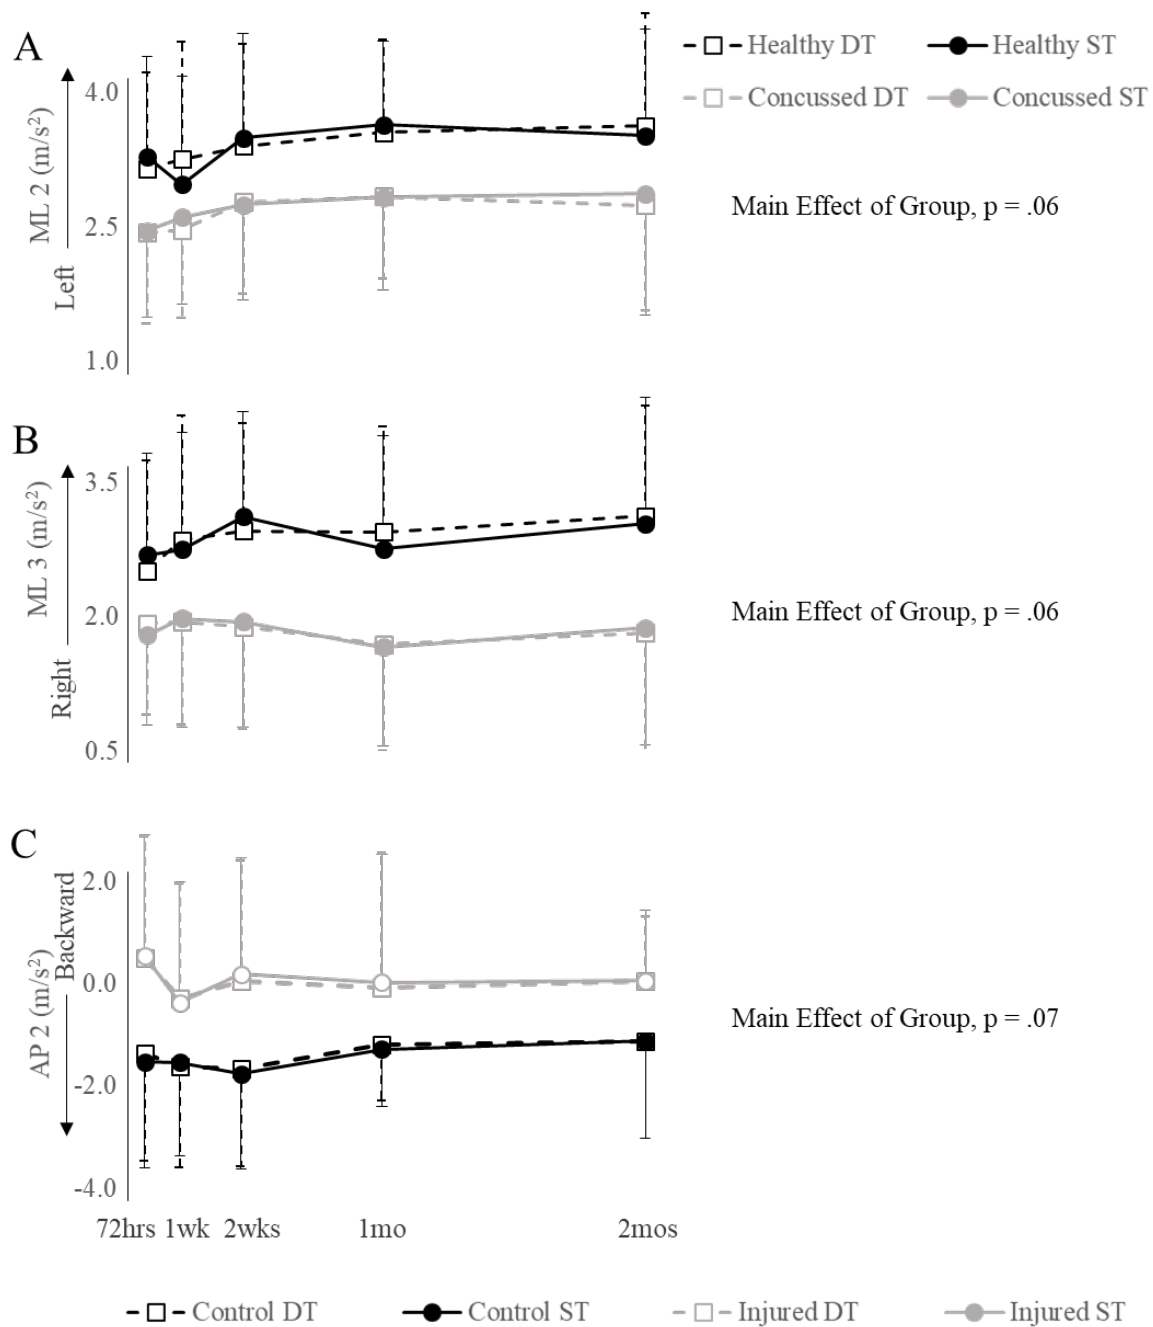 A
Healthy DT
Healthy ST
Concussed DT
Concussed ST
4.0
2.5
1.0
ML 2 (m/s²)
Left
Main Effect of Group, p = .06
B
3.5
2.0
0.5
ML 3 (m/s²)
Right
Main Effect of Group, p = .06
C
2.0
0.0
-2.0
-4.0
AP 2 (m/s²)
Backward
Main Effect of Group, p = .07
72hrs 1wk 2wks 1mo 2mos
Control DT Control ST Injured DT Injured ST